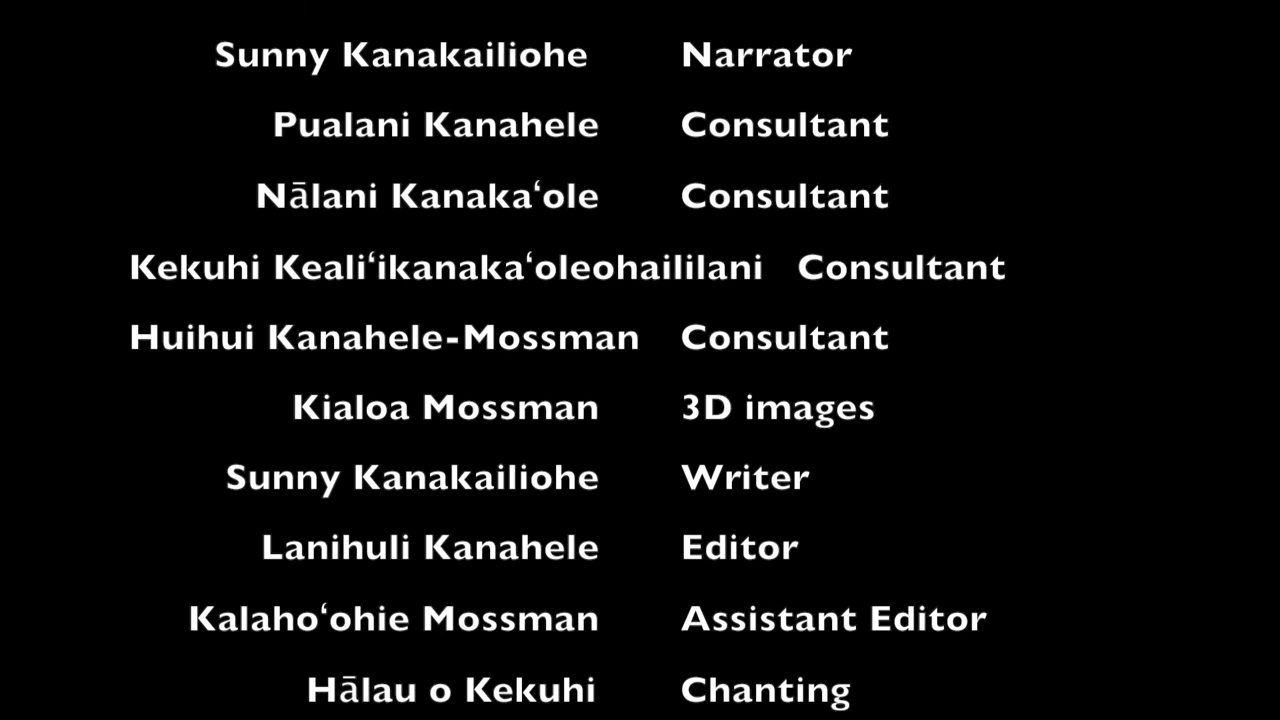 Sunny Kanakailiohe Narrator
Pualani Kanahele Consultant
Nālani Kanakaʻole Consultant
Kekuhi Kealiʻikanakaʻoleohaililani Consultant
Huihui Kanahele-Mossman Consultant
Kialoa Mossman 3D images
Sunny Kanakailiohe Writer
Lanihuli Kanahele Editor
Kalahoʻohie Mossman Assistant Editor
Hālau o Kekuhi Chanting